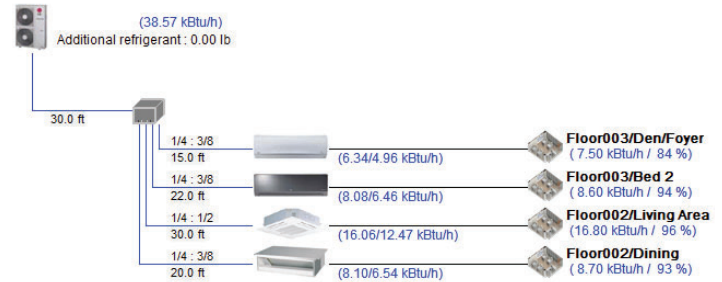 (38.57 kBtu/h)
Additional refrigerant : 0.00 lb
30.0 ft
1/4 : 3/8
15.0 ft
(6.34/4.96 kBtu/h)
Floor003/Den/Foyer
( 7.50 kBtu/h / 84 %)
1/4 : 3/8
22.0 ft
(8.08/6.46 kBtu/h)
Floor003/Bed 2
( 8.60 kBtu/h / 94 %)
1/4 : 1/2
30.0 ft
(16.06/12.47 kBtu/h)
Floor002/Living Area
(16.80 kBtu/h / 96 %)
1/4 : 3/8
20.0 ft
(8.10/6.54 kBtu/h)
Floor002/Dining
( 8.70 kBtu/h / 93 %)